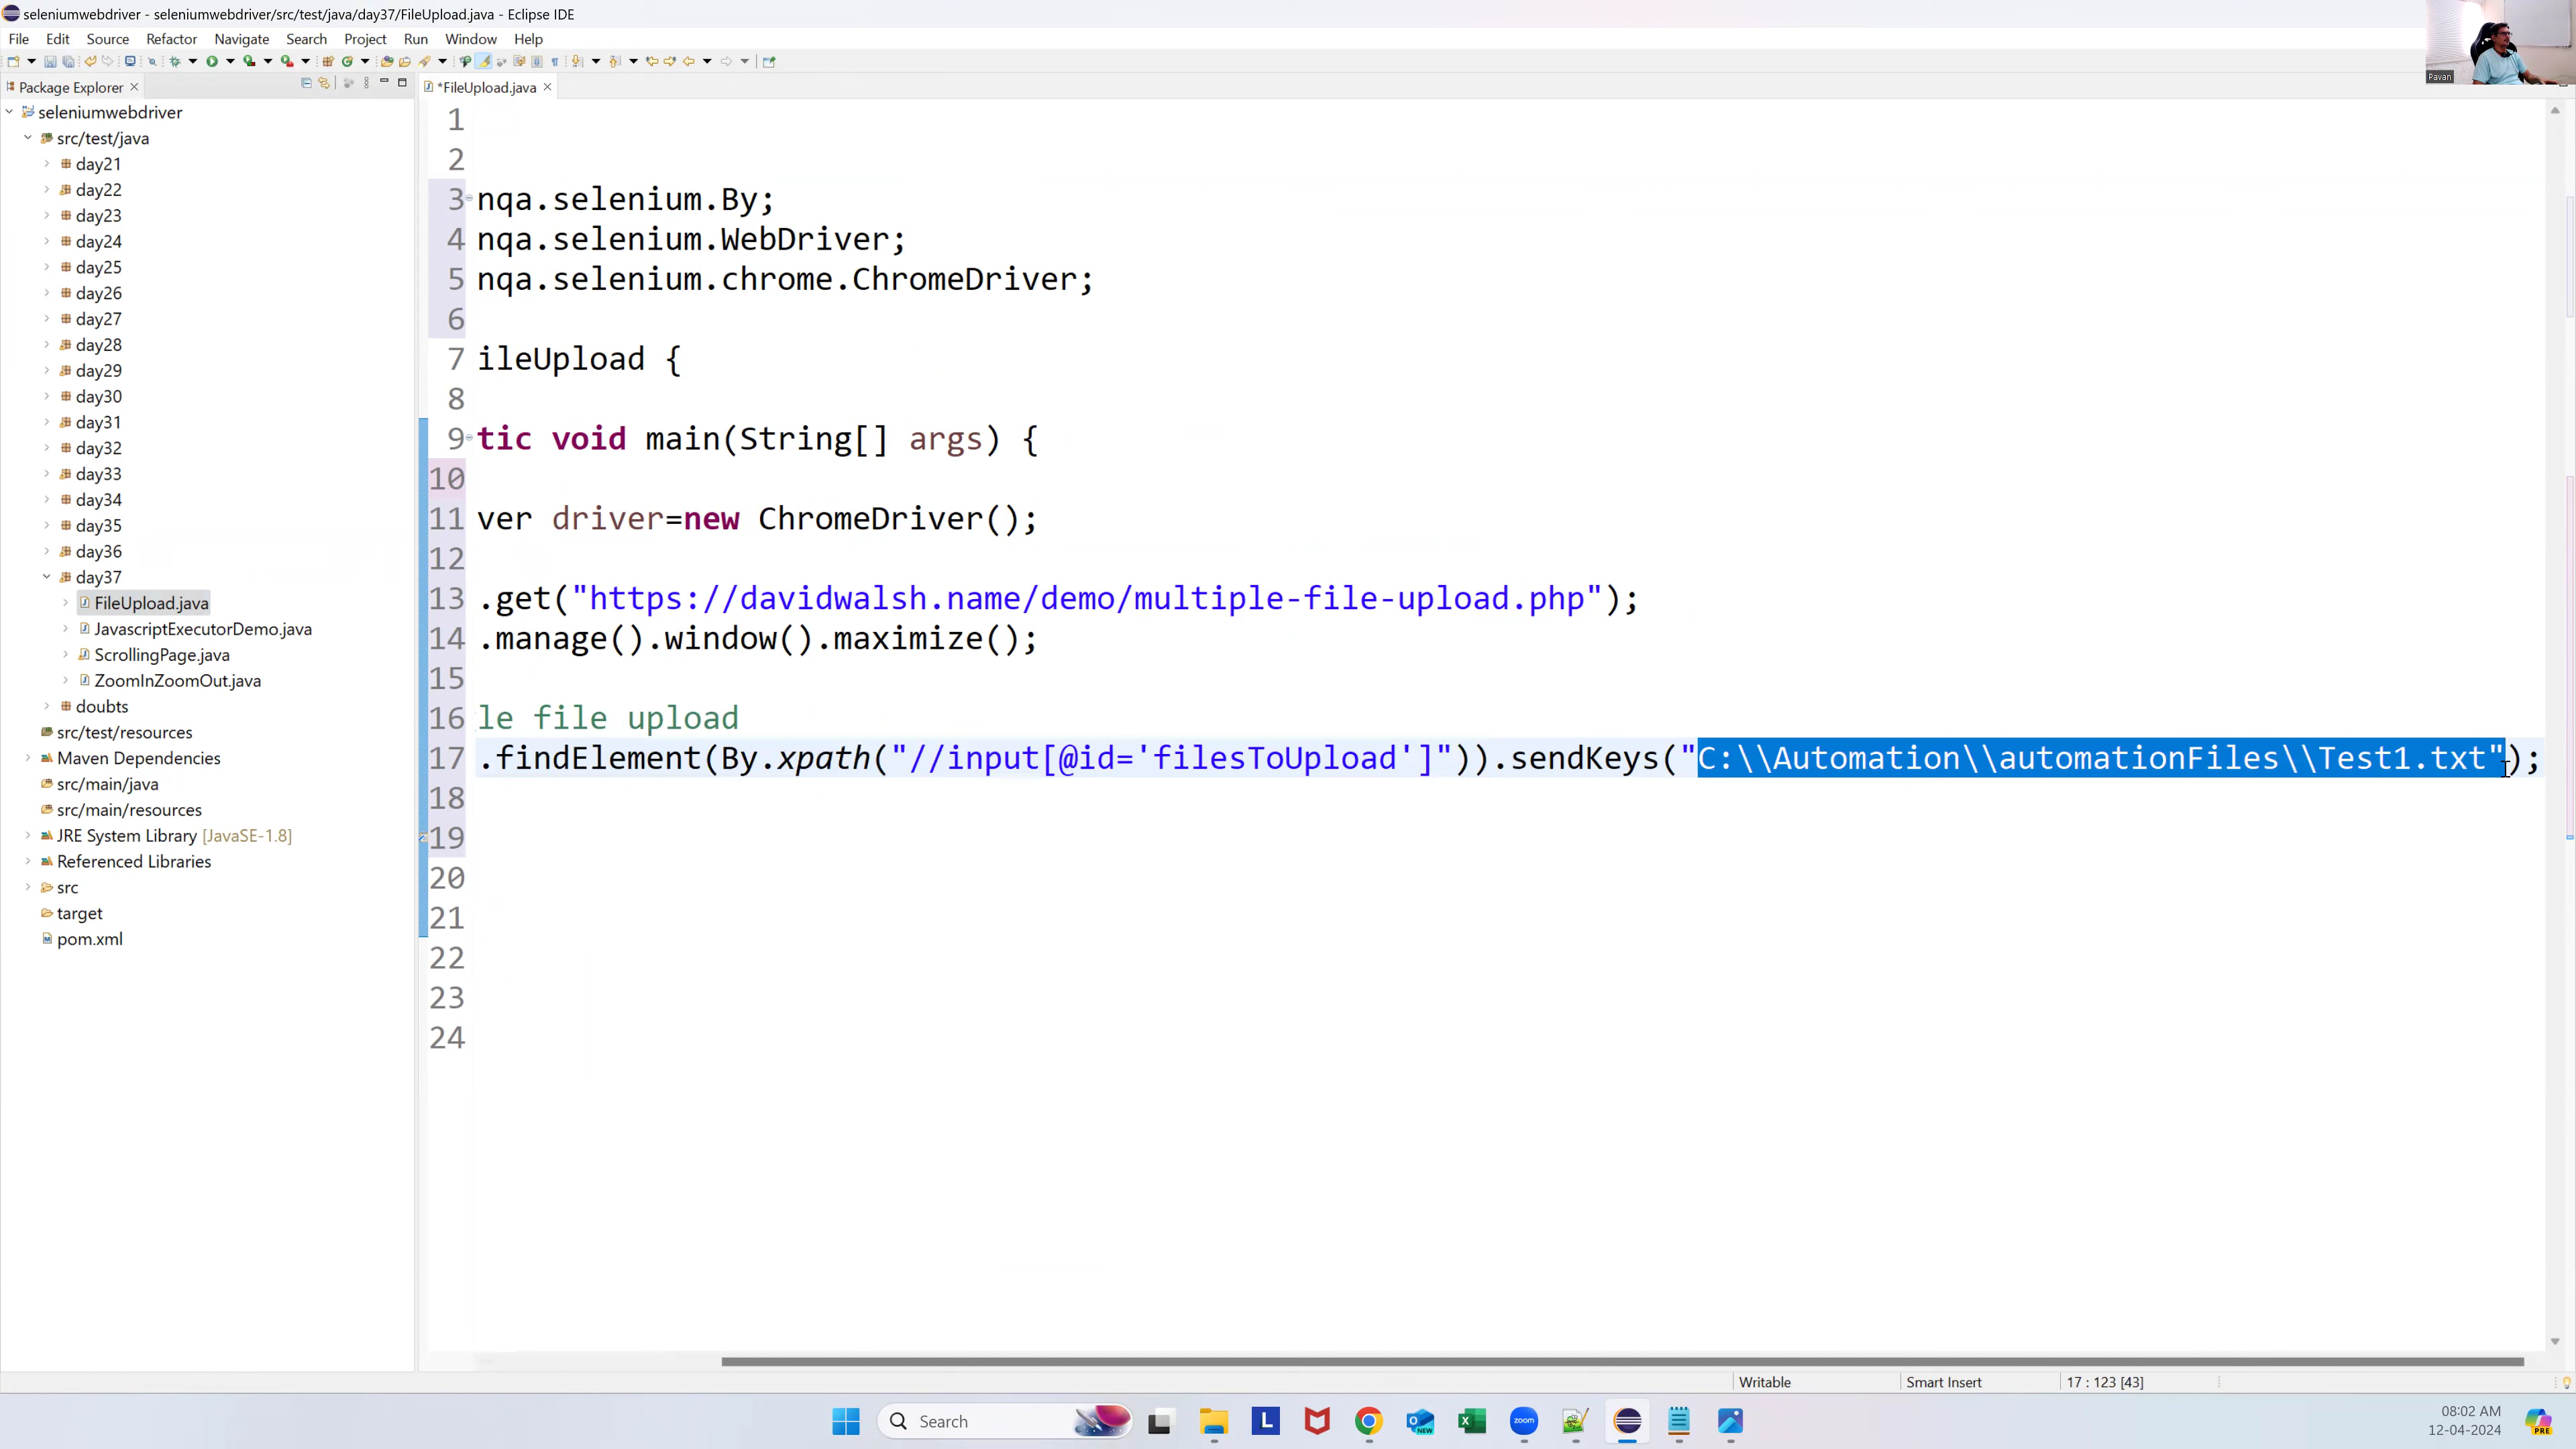 seleniumwebdriver - seleniumwebdriver/src/test/java/day37/FileUpload.java - Eclipse IDE
File Edit Source Refactor Navigate Search Project Run Window Help
Pavan
Package Explorer
*FileUpload.java
seleniumwebdriver
src/test/java
day21
day22
day23
day24
day25
day26
day27
day28
day29
day30
day31
day32
day33
day34
day35
day36
day37
FileUpload.java
JavascriptExecutorDemo.java
ScrollingPage.java
ZoomInZoomOut.java
doubts
src/test/resources
Maven Dependencies
src/main/java
src/main/resources
JRE System Library [JavaSE-1.8]
Referenced Libraries
src
target
pom.xml
1
2
3 nqa.selenium.By;
4 nqa.selenium.WebDriver;
5 nqa.selenium.chrome.ChromeDriver;
6
7 ileUpload {
8
9 tic void main(String[] args) {
10
11 ver driver=new ChromeDriver();
12
13 .get("https://davidwalsh.name/demo/multiple-file-upload.php");
14 .manage().window().maximize();
15
16 le file upload
17 .findElement(By.xpath("//input[@id='filesToUpload']")).sendKeys("C:\\Automation\\automationFiles\\Test1.txt");
18
19
20
21
22
23
24
Writable
Smart Insert
17 : 123 [43]
Search
L
NEW
zoom
08:02 AM
12-04-2024
PRE